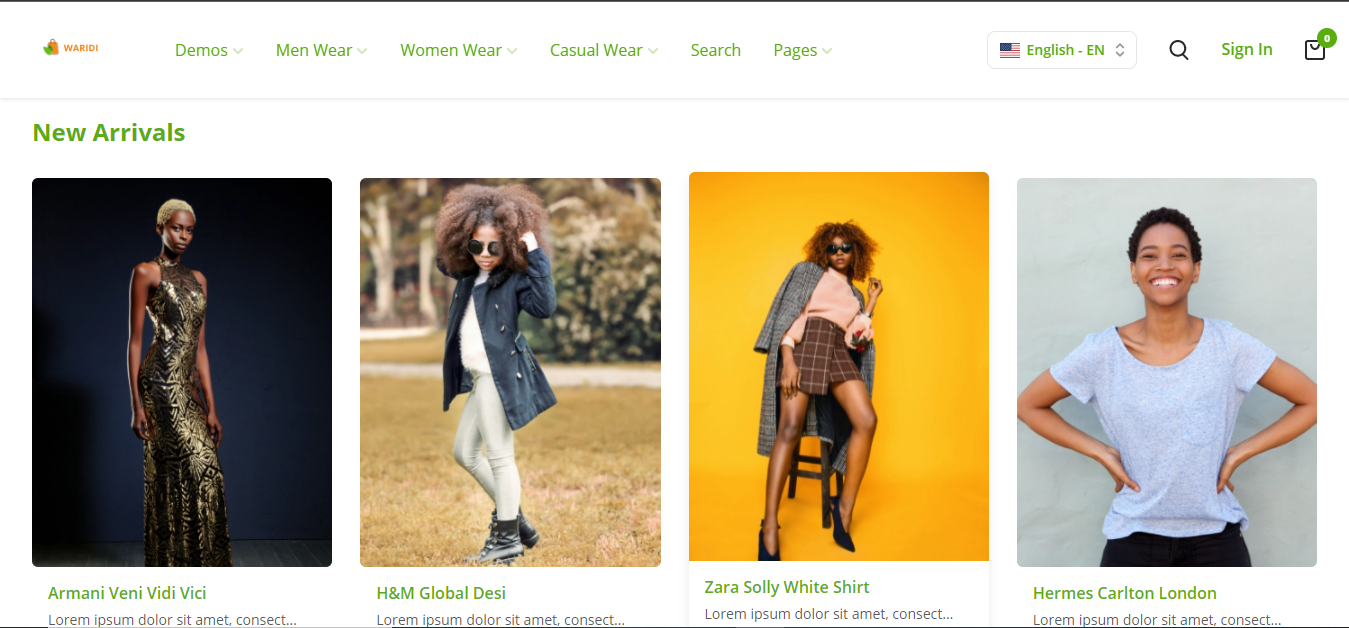 WARIDI
Demos Men Wear Women Wear Casual Wear Search Pages English - EN Sign In 0
New Arrivals
Armani Veni Vidi Vici
Lorem ipsum dolor sit amet, consect...
H&M Global Desi
Lorem ipsum dolor sit amet, consect...
Zara Solly White Shirt
Lorem ipsum dolor sit amet, consect...
Hermes Carlton London
Lorem ipsum dolor sit amet, consect...